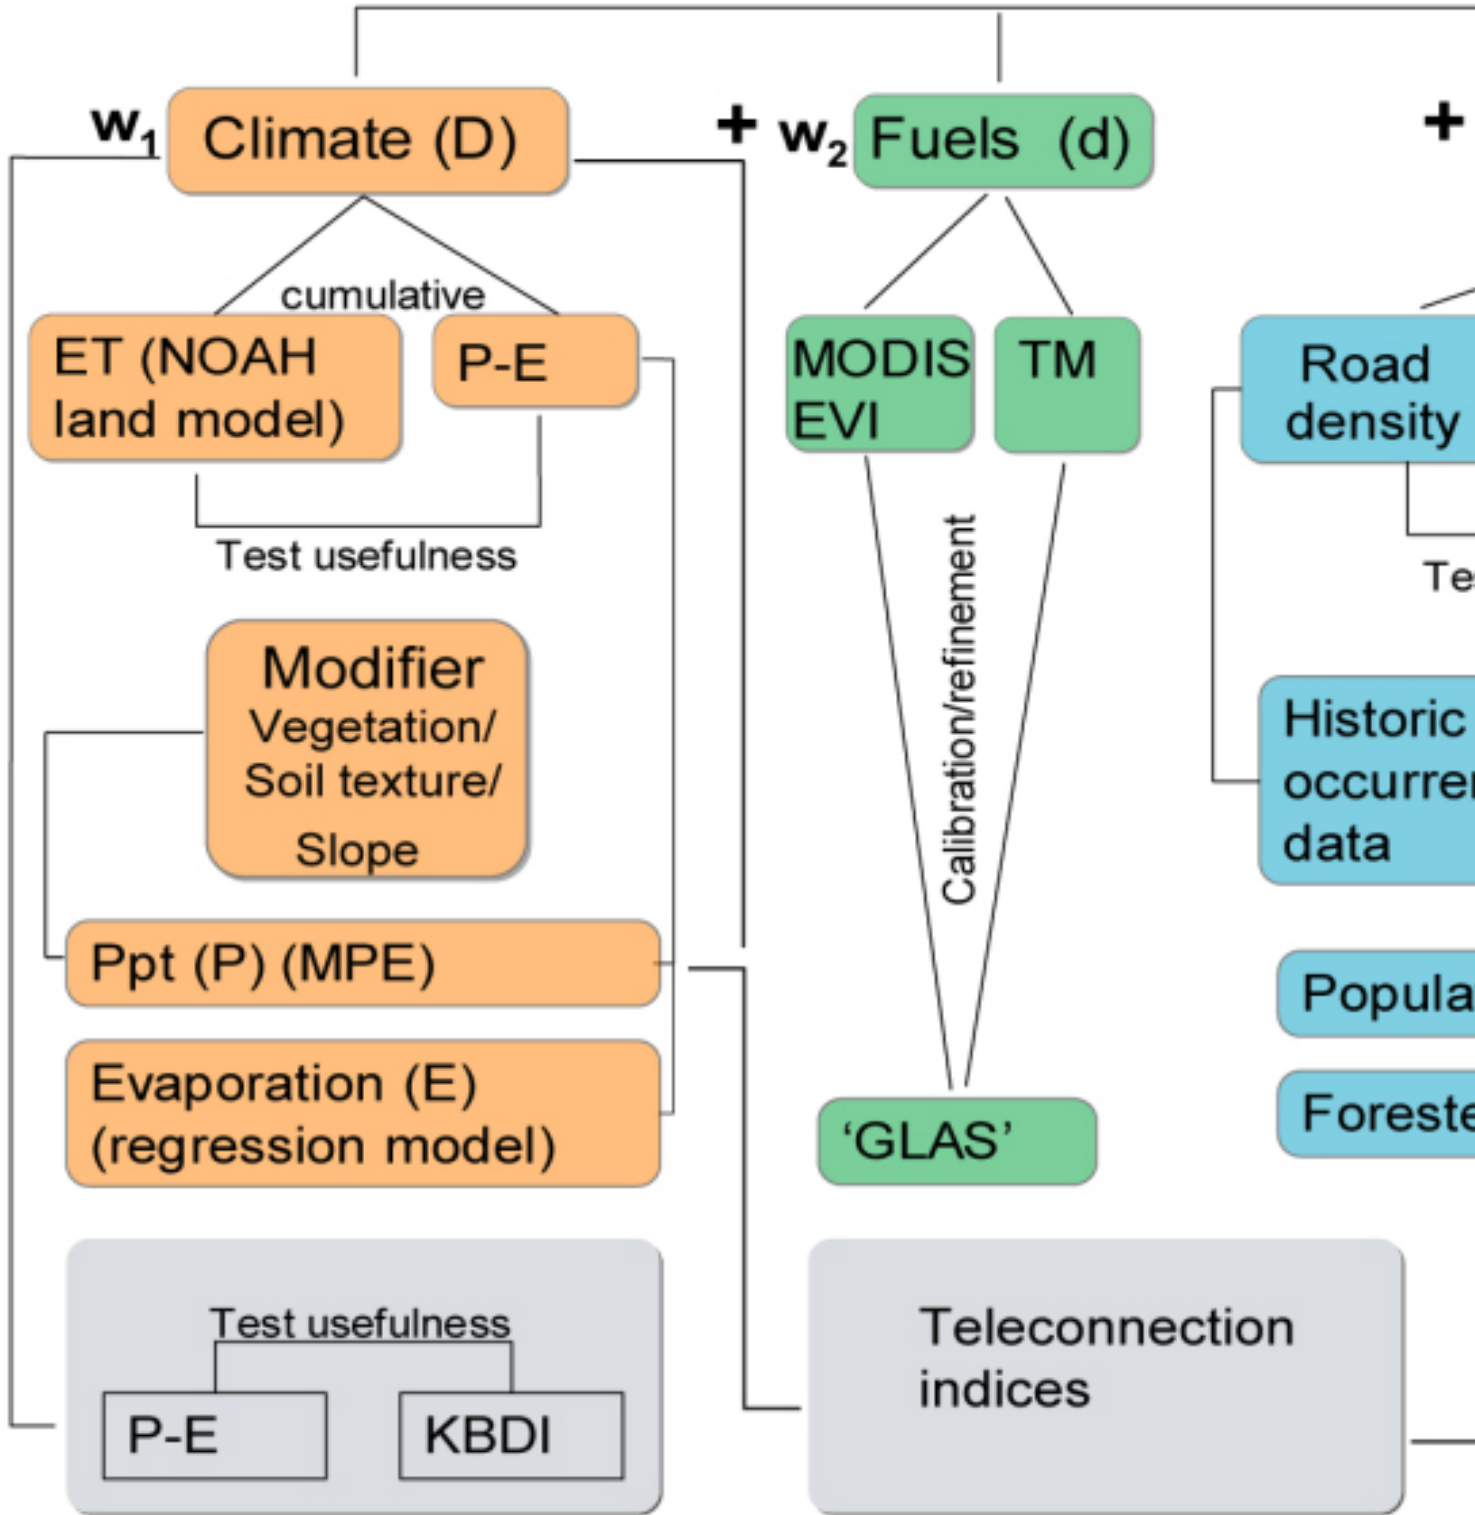 w1 Climate (D) + w2 Fuels (d) +
cumulative
ET (NOAH
land model)
P-E
MODIS
EVI
TM
Road
density
Test usefulness
Calibration/refinement
Modifier
Vegetation/
Soil texture/
Slope
Historic
data
Ppt (P) (MPE)
Evaporation (E)
(regression model)
‘GLAS’
Test usefulness
P-E
KBDI
Teleconnection
indices